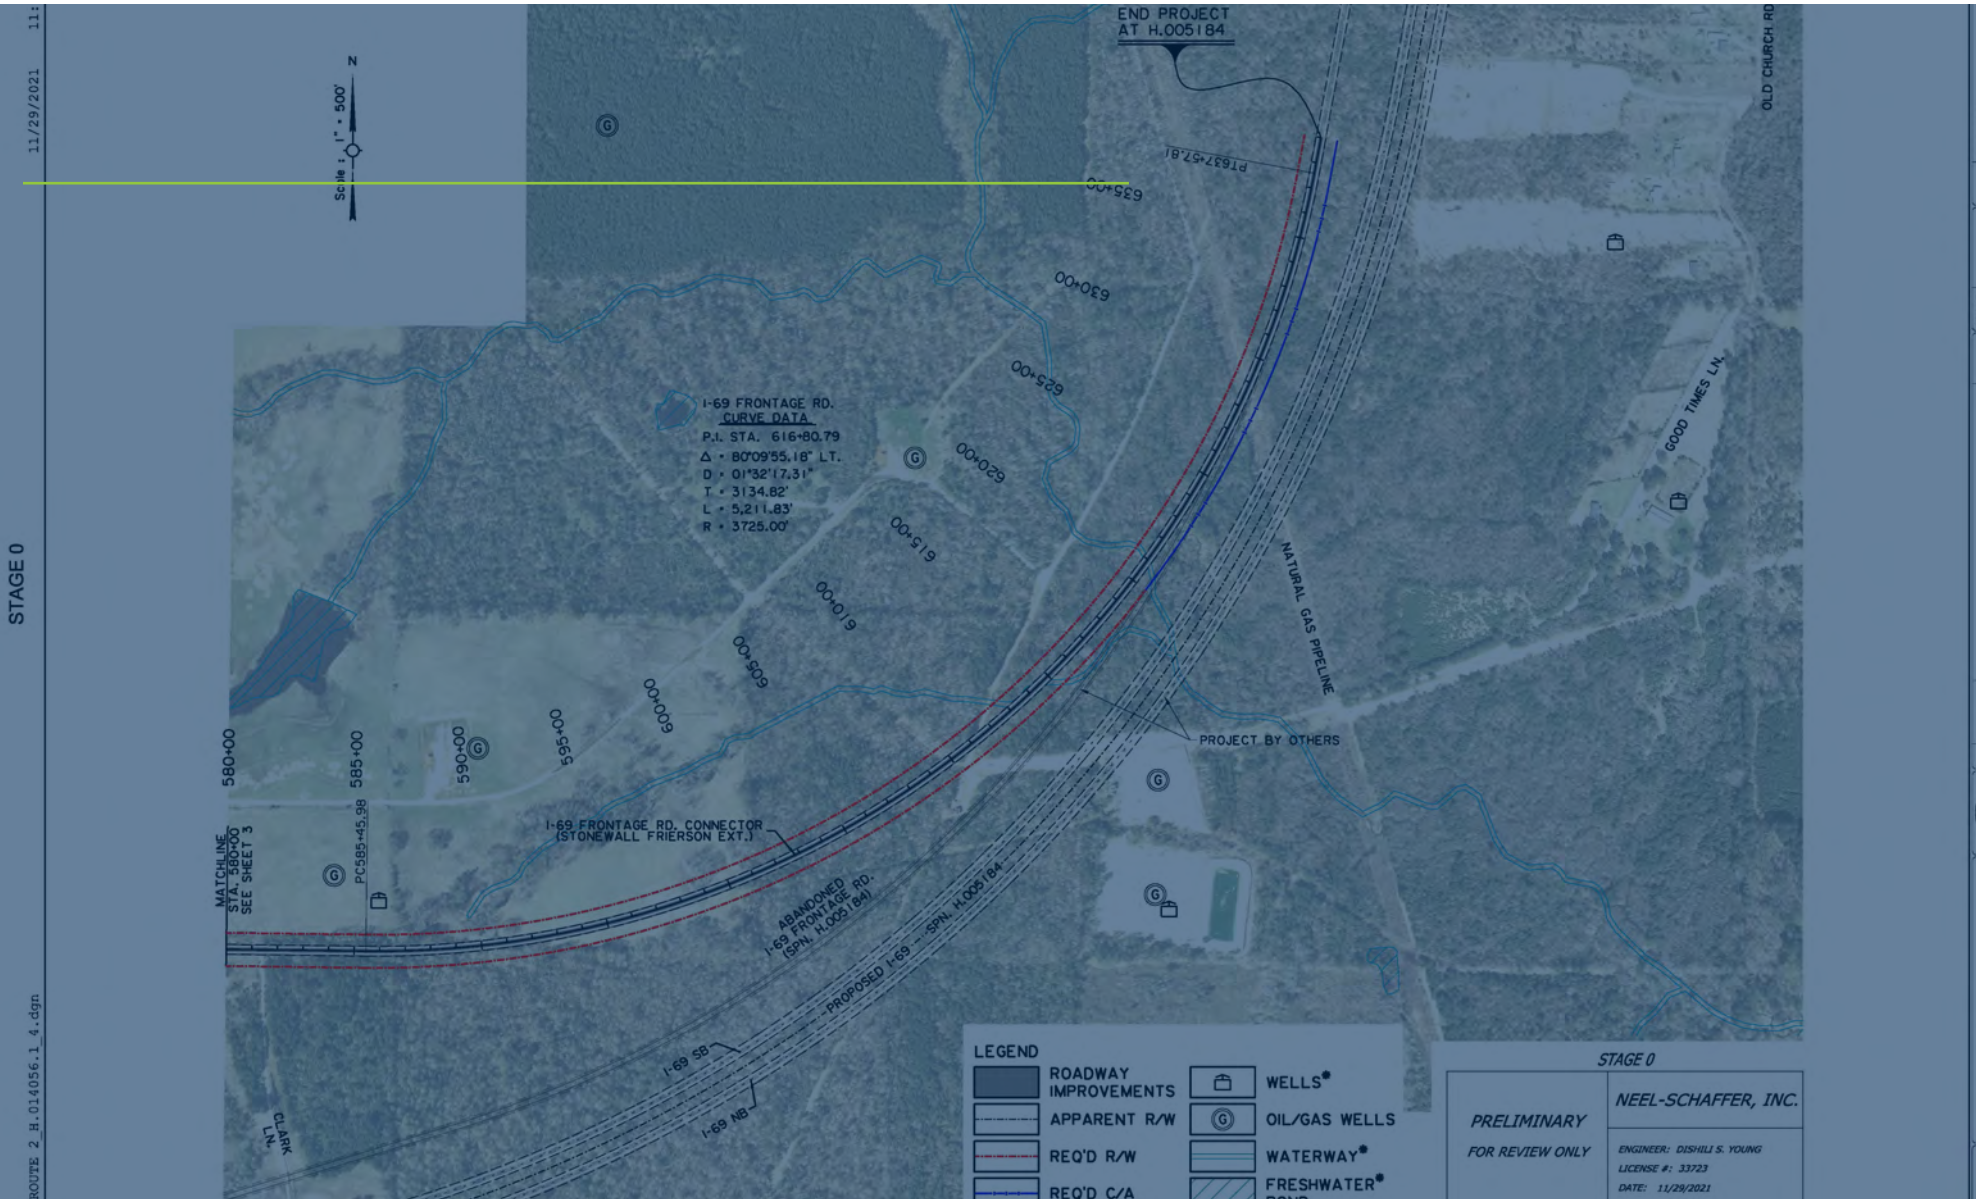 END PROJECT
AT H.005184
OLD CHURCH RD
11/29/2021 11:
N
Scale : 1" = 500'
PT637+57.81
635+00
630+00
625+00
620+00
615+00
610+00
605+00
600+00
595+00
590+00
585+00
580+00
I-69 FRONTAGE RD.
CURVE DATA
P.I. STA. 616+80.79
Δ = 80°09'55.18" LT.
D = 01°32'17.31"
T = 3134.82'
L = 5,211.83'
R = 3725.00'
GOOD TIMES LN.
NATURAL GAS PIPELINE
STAGE 0
PROJECT BY OTHERS
PC585+45.98
MATCHLINE
STA. 580+00
SEE SHEET 3
I-69 FRONTAGE RD. CONNECTOR
(STONEWALL FRIERSON EXT.)
ABANDONED
I-69 FRONTAGE RD.
(SPN. H.005184)
PROPOSED I-69 SPN. H.005184
I-69 SB
I-69 NB
CLARK
LN.
G
G
G
G
G
G
ROUTE 2_H.014056.1_4.dgn
LEGEND
ROADWAY
IMPROVEMENTS
APPARENT R/W
REQ'D R/W
REQ'D C/A
WELLS*
G OIL/GAS WELLS
WATERWAY*
FRESHWATER*
POND
STAGE 0
PRELIMINARY
FOR REVIEW ONLY
NEEL-SCHAFFER, INC.
ENGINEER: DISHILI S. YOUNG
LICENSE #: 33723
DATE: 11/29/2021